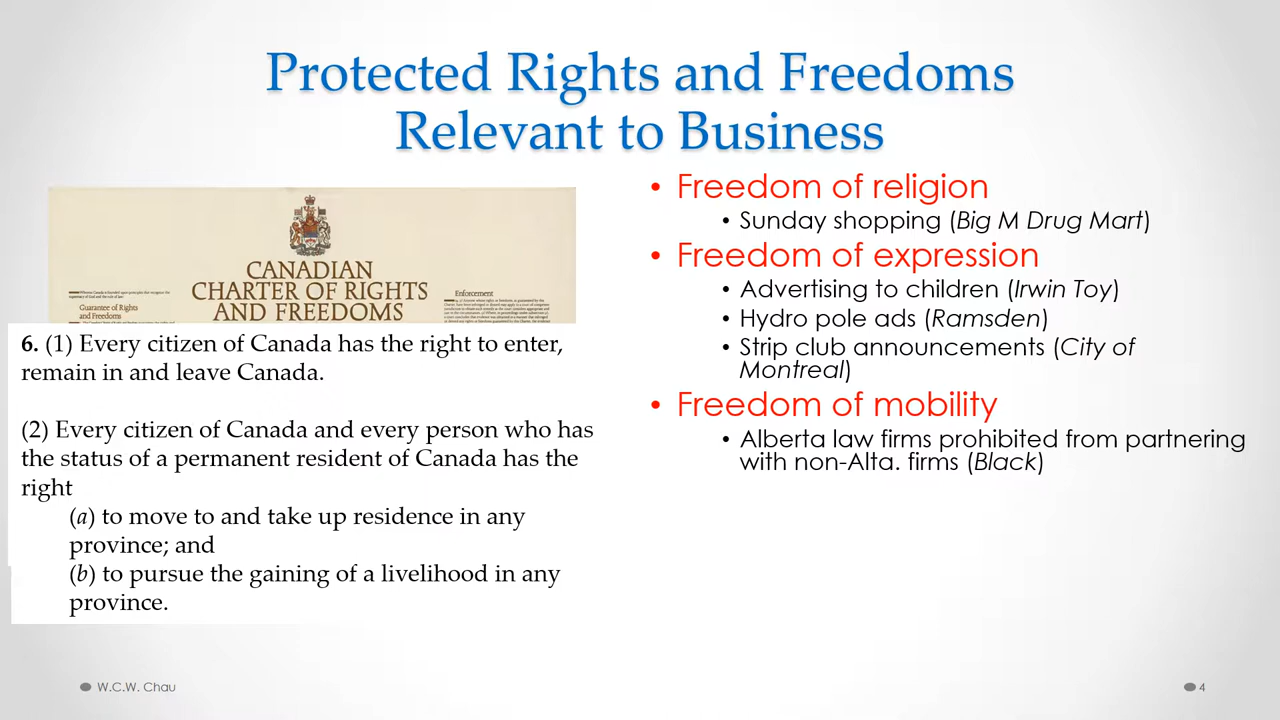 Protected Rights and Freedoms
Relevant to Business
CANADIAN
CHARTER OF RIGHTS
AND FREEDOMS
Guarantee of Rights
and Freedoms
Enforcement
6. (1) Every citizen of Canada has the right to enter,
remain in and leave Canada.
(2) Every citizen of Canada and every person who has
the status of a permanent resident of Canada has the
right
(a) to move to and take up residence in any
province; and
(b) to pursue the gaining of a livelihood in any
province.
• Freedom of religion
• Sunday shopping (Big M Drug Mart)
• Freedom of expression
• Advertising to children (Irwin Toy)
• Hydro pole ads (Ramsden)
• Strip club announcements (City of
Montreal)
• Freedom of mobility
• Alberta law firms prohibited from partnering
with non-Alta. firms (Black)
W.C.W. Chau
4